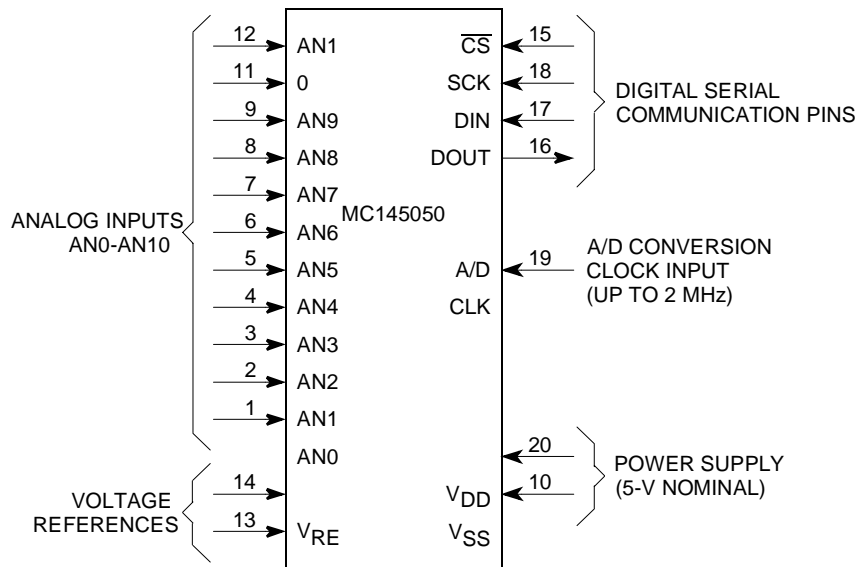 12 AN1 CS 15
11 0 SCK 18
9 AN9 DIN 17
8 AN8 DOUT 16
DIGITAL SERIAL
COMMUNICATION PINS
7 AN7
MC145050
ANALOG INPUTS
AN0-AN10
6 AN6
5 AN5 A/D 19
4 AN4 CLK
A/D CONVERSION
CLOCK INPUT
(UP TO 2 MHz)
3 AN3
2 AN2
1 AN1
AN0 20
14 VDD 10
13 VRE VSS
VOLTAGE
REFERENCES
POWER SUPPLY
(5-V NOMINAL)